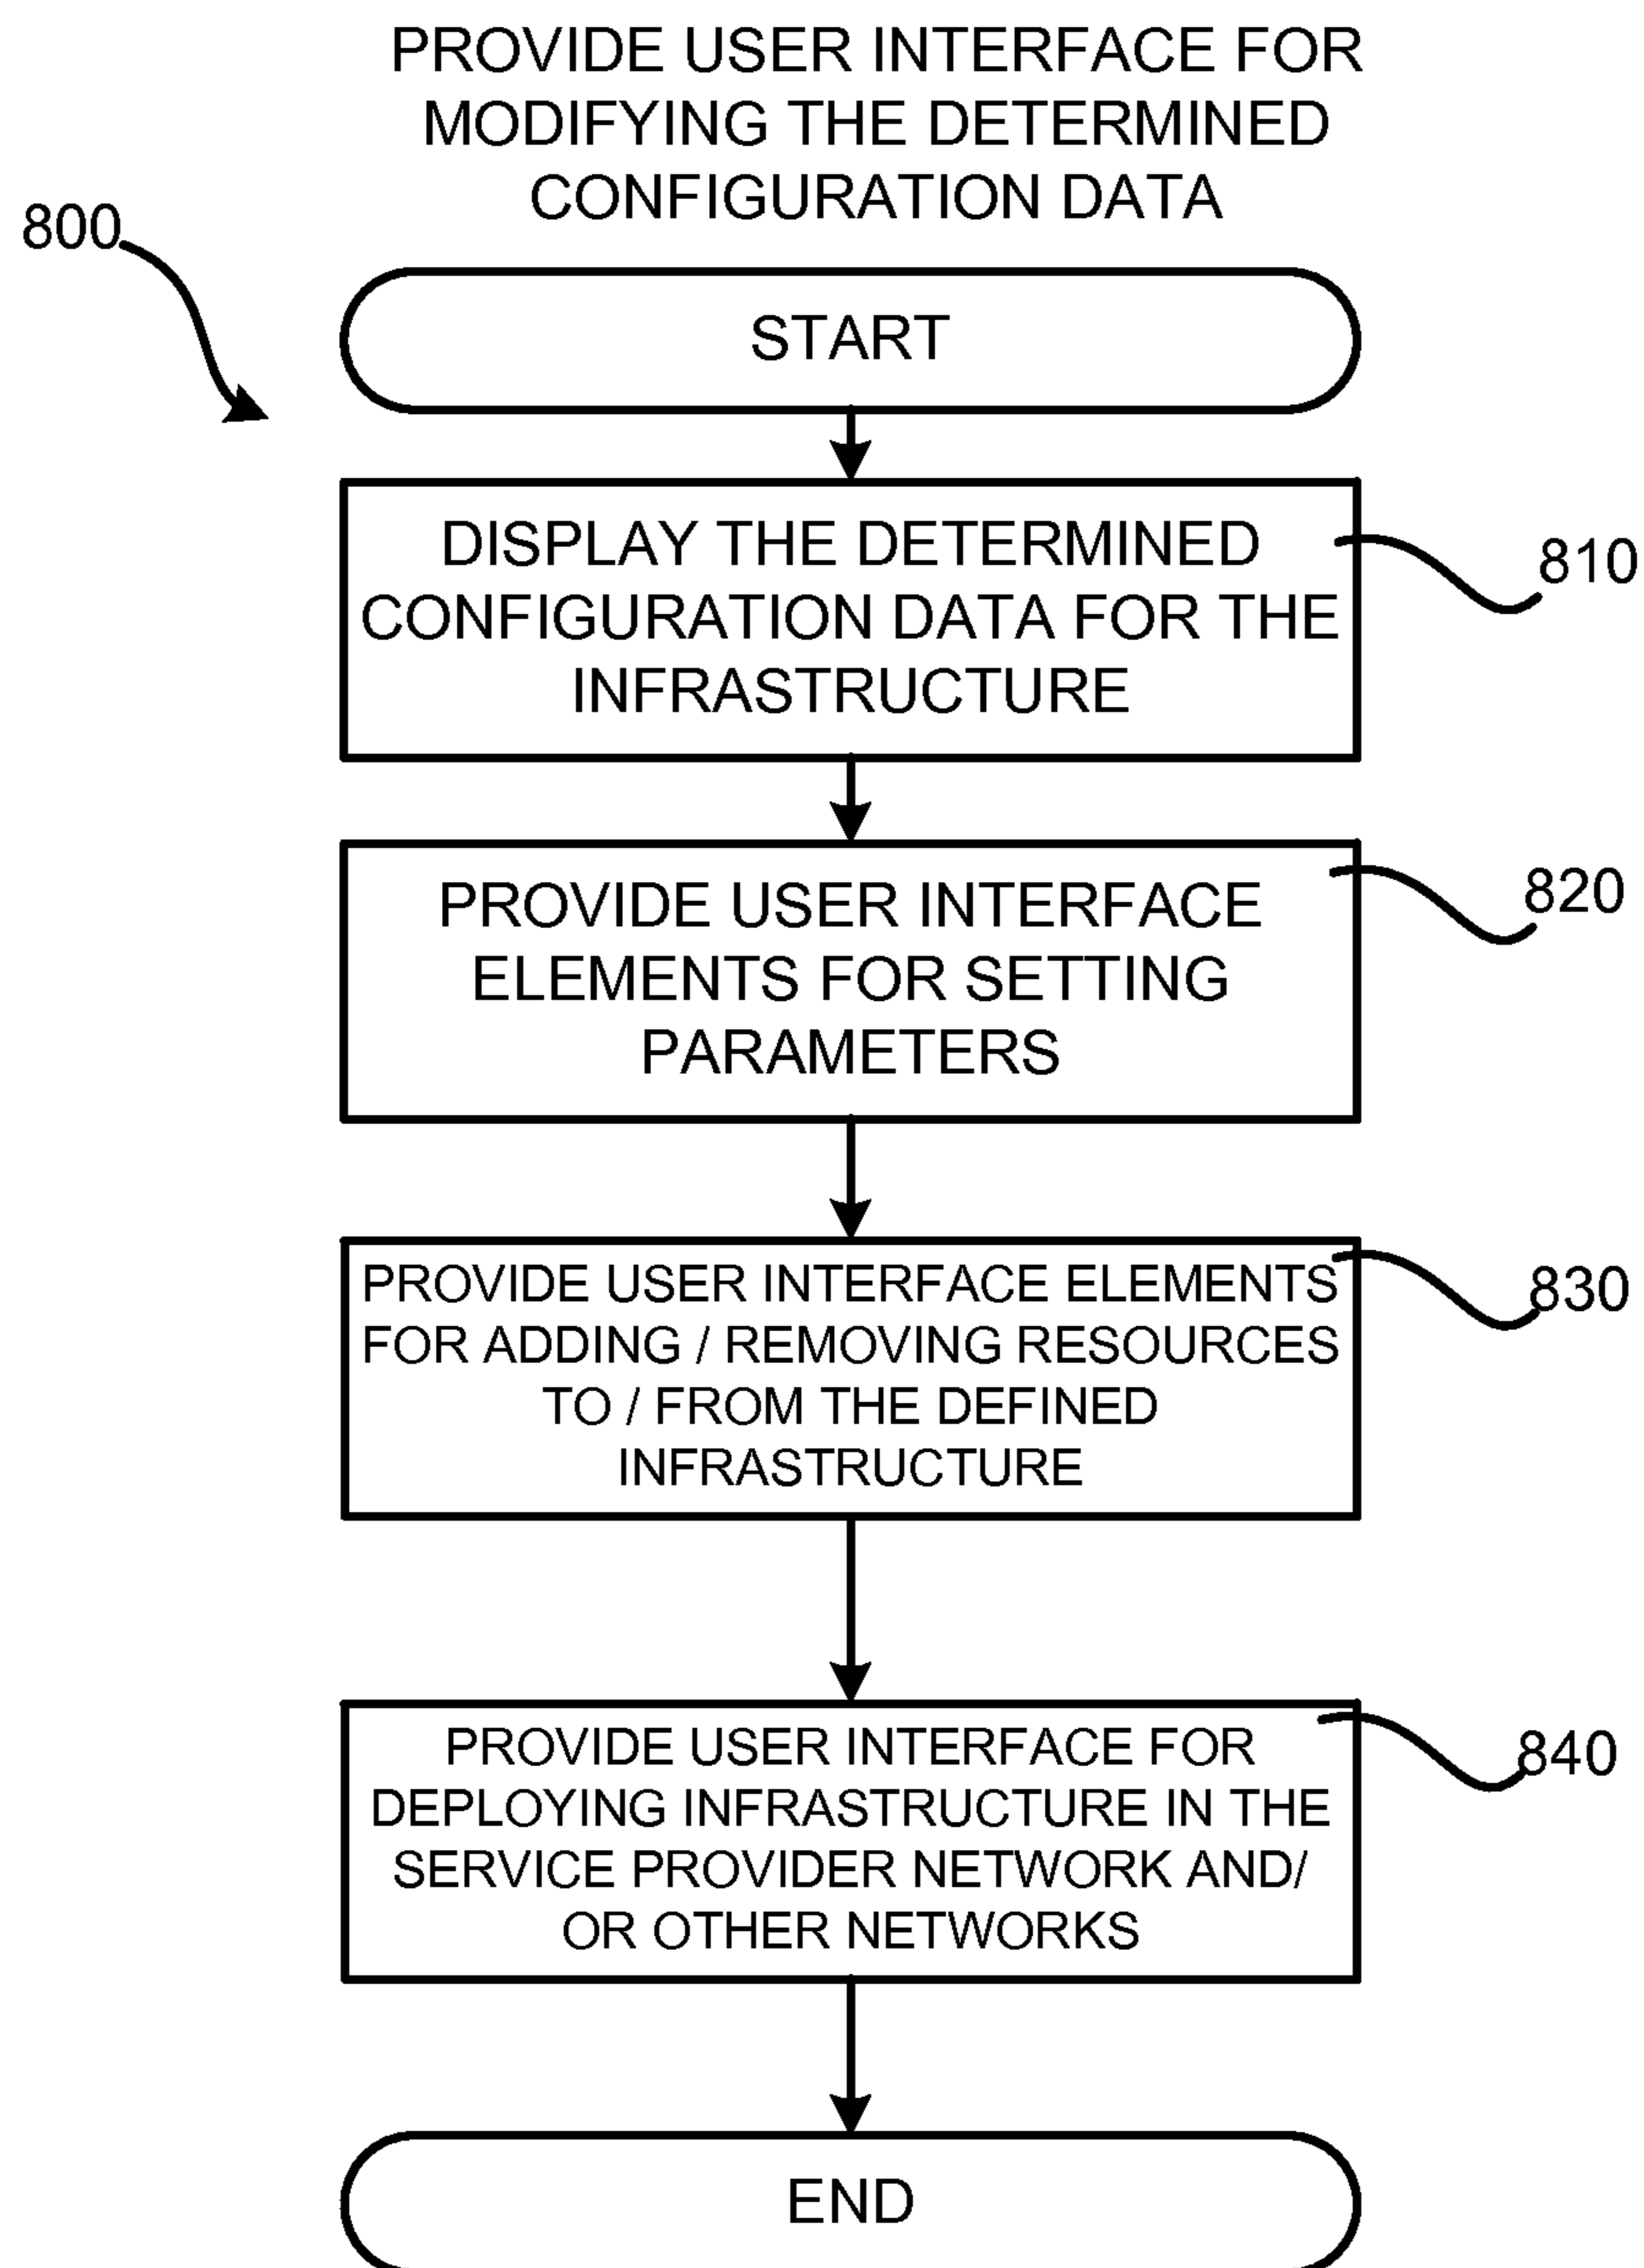 PROVIDE USER INTERFACE FOR
MODIFYING THE DETERMINED
CONFIGURATION DATA
800
START
DISPLAY THE DETERMINED
CONFIGURATION DATA FOR THE
INFRASTRUCTURE
810
PROVIDE USER INTERFACE
ELEMENTS FOR SETTING
PARAMETERS
820
PROVIDE USER INTERFACE ELEMENTS
FOR ADDING / REMOVING RESOURCES
TO / FROM THE DEFINED
INFRASTRUCTURE
830
PROVIDE USER INTERFACE FOR
DEPLOYING INFRASTRUCTURE IN THE
SERVICE PROVIDER NETWORK AND/
OR OTHER NETWORKS
840
END